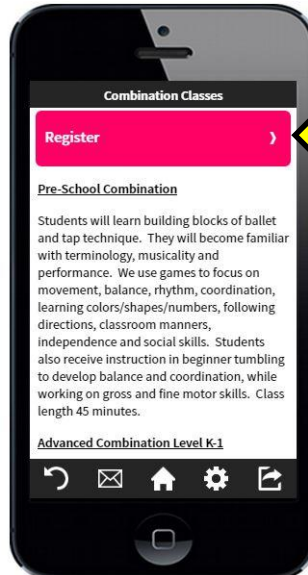 Combination Classes
Register
Pre-School Combination
Students will learn building blocks of ballet
and tap technique. They will become familiar
with terminology, musicality and
performance. We use games to focus on
movement, balance, rhythm, coordination,
learning colors/shapes/numbers, following
directions, classroom manners,
independence and social skills. Students
also receive instruction in beginner tumbling
to develop balance and coordination, while
working on gross and fine motor skills. Class
length 45 minutes.
Advanced Combination Level K-1